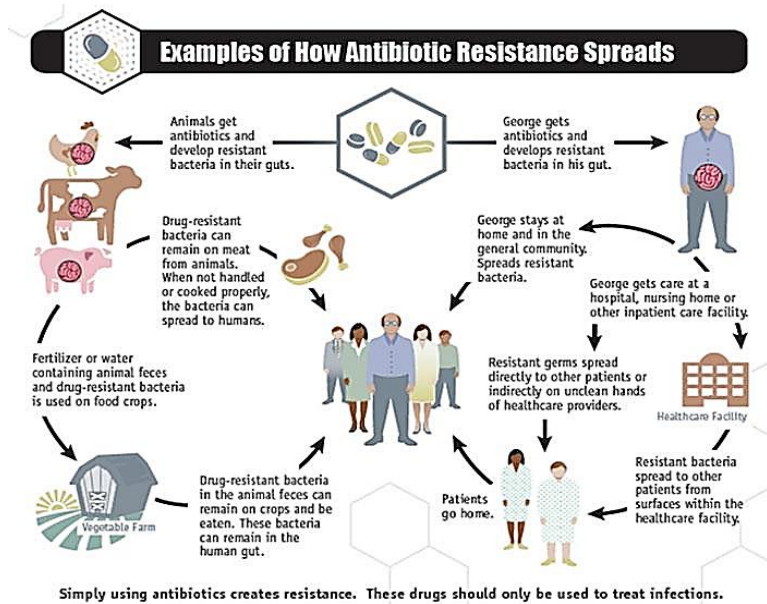 Examples of How Antibiotic Resistance Spreads
Animals get
antibiotics and
develop resistant
bacteria in their guts.
George gets
antibiotics and
develops resistant
bacteria in his gut.
Drug-resistant
bacteria can
remain on meat
from animals.
When not handled
or cooked properly,
the bacteria can
spread to humans.
George stays at
home and in the
general community.
Spreads resistant
bacteria.
George gets care at a
hospital, nursing home or
other inpatient care facility.
Fertilizer or water
containing animal feces
and drug-resistant bacteria
is used on food crops.
Resistant germs spread
directly to other patients or
indirectly on unclean hands
of healthcare providers.
Healthcare Facility
Vegetable Farm
Drug-resistant bacteria
in the animal feces can
remain on crops and be
eaten. These bacteria
can remain in the
human gut.
Patients
go home.
Resistant bacteria
spread to other
patients from
surfaces within the
healthcare facility.
Simply using antibiotics creates resistance. These drugs should only be used to treat infections.